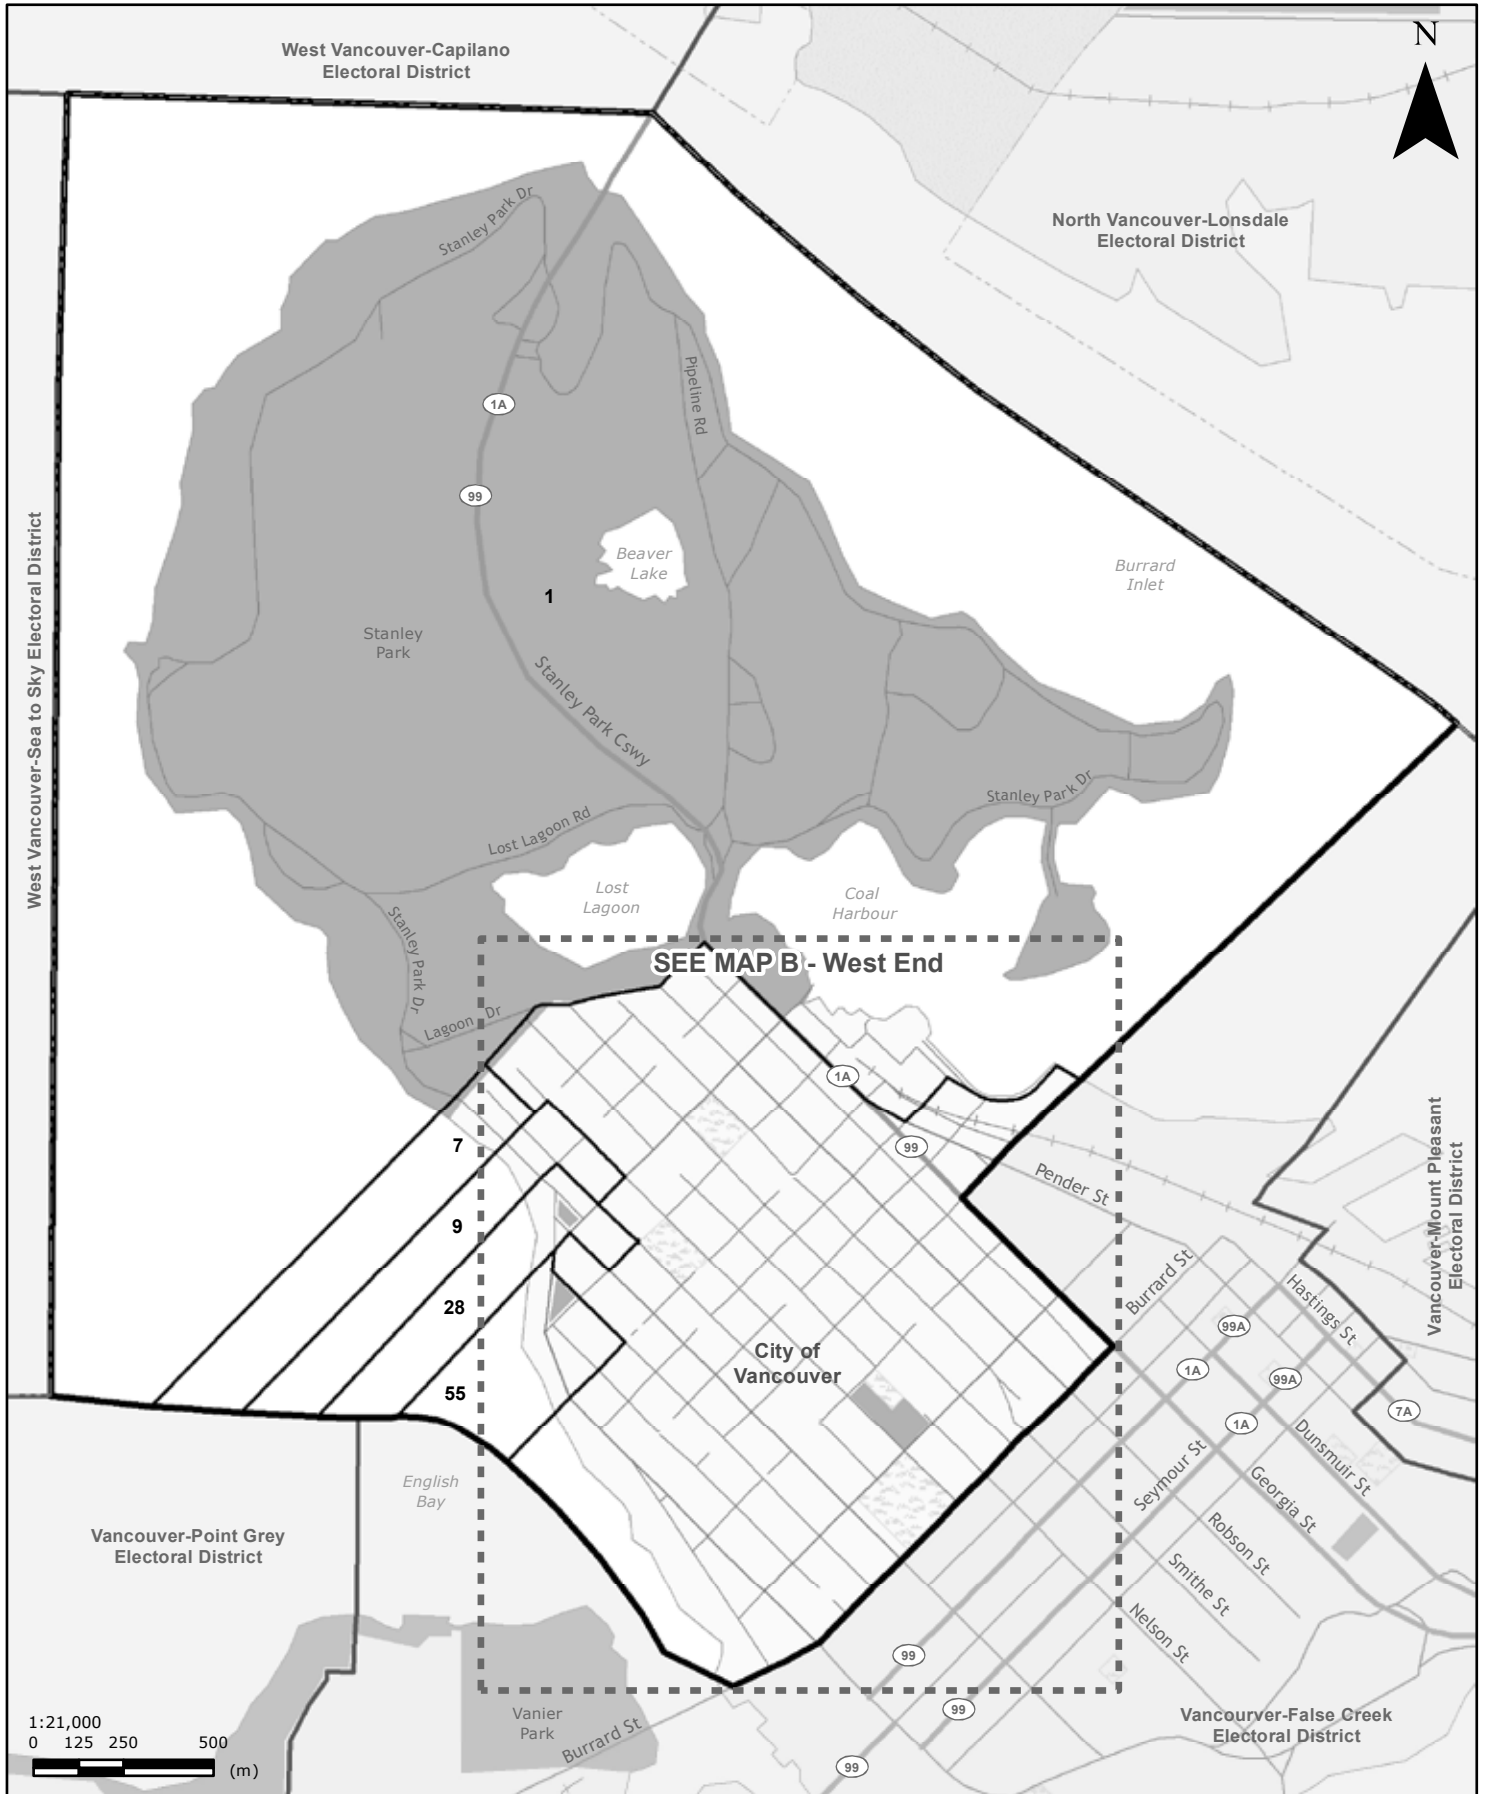 West Vancouver-Capilano
Electoral District
N
North Vancouver-Lonsdale
Electoral District
Stanley Park Dr
Pipeline Rd
1A
99
Beaver
Lake
Burrard
Inlet
1
Stanley
Park
West Vancouver-Sea to Sky Electoral District
Stanley Park Cswy
Stanley Park Dr
Lost Lagoon Rd
Lost
Lagoon
Coal
Harbour
Stanley Park Dr
SEE MAP B - West End
Lagoon Dr
1A
7
99
Pender St
Vancouver-Mount Pleasant
Electoral District
9
Burrard St
Hastings St
28
99A
City of
Vancouver
1A
99A
55
7A
1A
Dunsmuir St
Seymour St
Georgia St
English
Bay
Robson St
Vancouver-Point Grey
Electoral District
Smithe St
Nelson St
99
99
Vanier
Park
Burrard St
Vancourver-False Creek
Electoral District
99
1:21,000
0 125 250 500
(m)